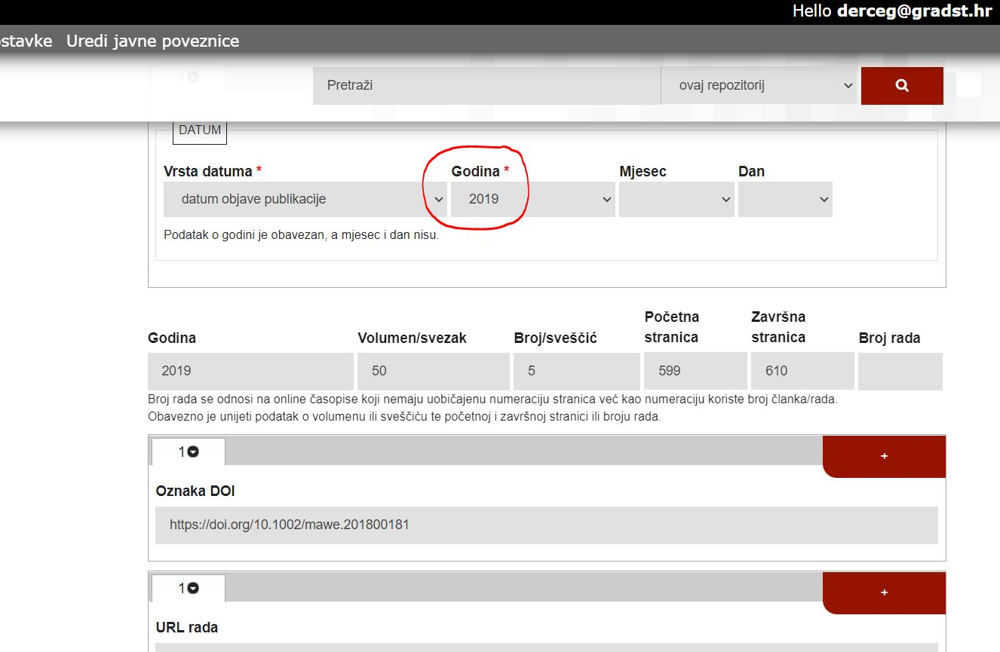 Hello derceg@gradst.hr
stavke Uredi javne poveznice
1
Pretraži ovaj repozitorij
DATUM
Vrsta datuma * Godina * Mjesec Dan
datum objave publikacije 2019
Podatak o godini je obavezan, a mjesec i dan nisu.
Godina Volumen/svezak Broj/sveščić Početna stranica Završna stranica Broj rada
2019 50 5 599 610
Broj rada se odnosi na online časopise koji nemaju uobičajenu numeraciju stranica već kao numeraciju koriste broj članka/rada.
Obavezno je unijeti podatak o volumenu ili sveščiću te početnoj i završnoj stranici ili broju rada.
1 +
Oznaka DOI
https://doi.org/10.1002/mawe.201800181
1 +
URL rada